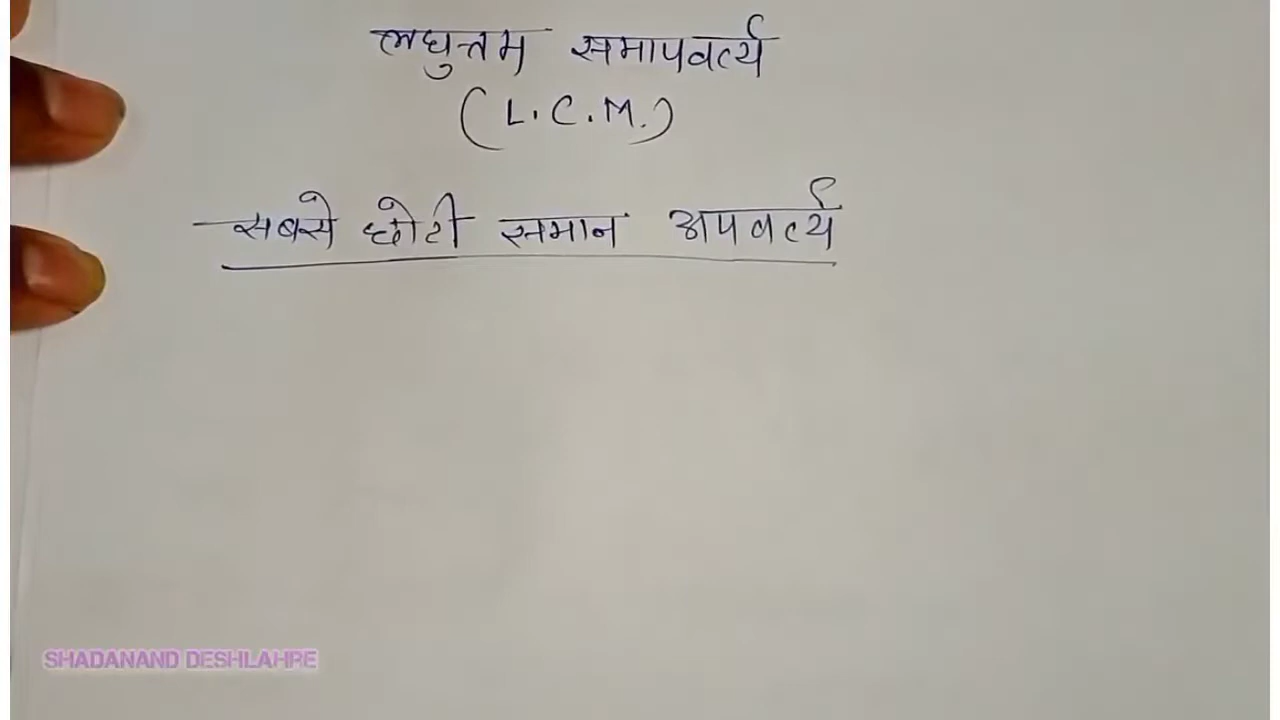 लघुत्तम समापवर्त्य
(L.C.M.)
सबसे छोटी समान अपवर्त्य
SHADANAND DESHLAHRE